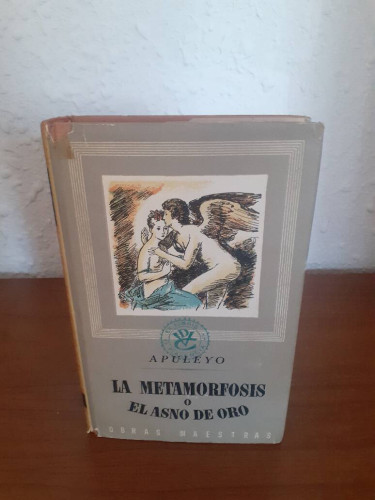 APULEYO
LA METAMORFOSIS
O
EL ASNO DE ORO
OBRAS MAESTRAS